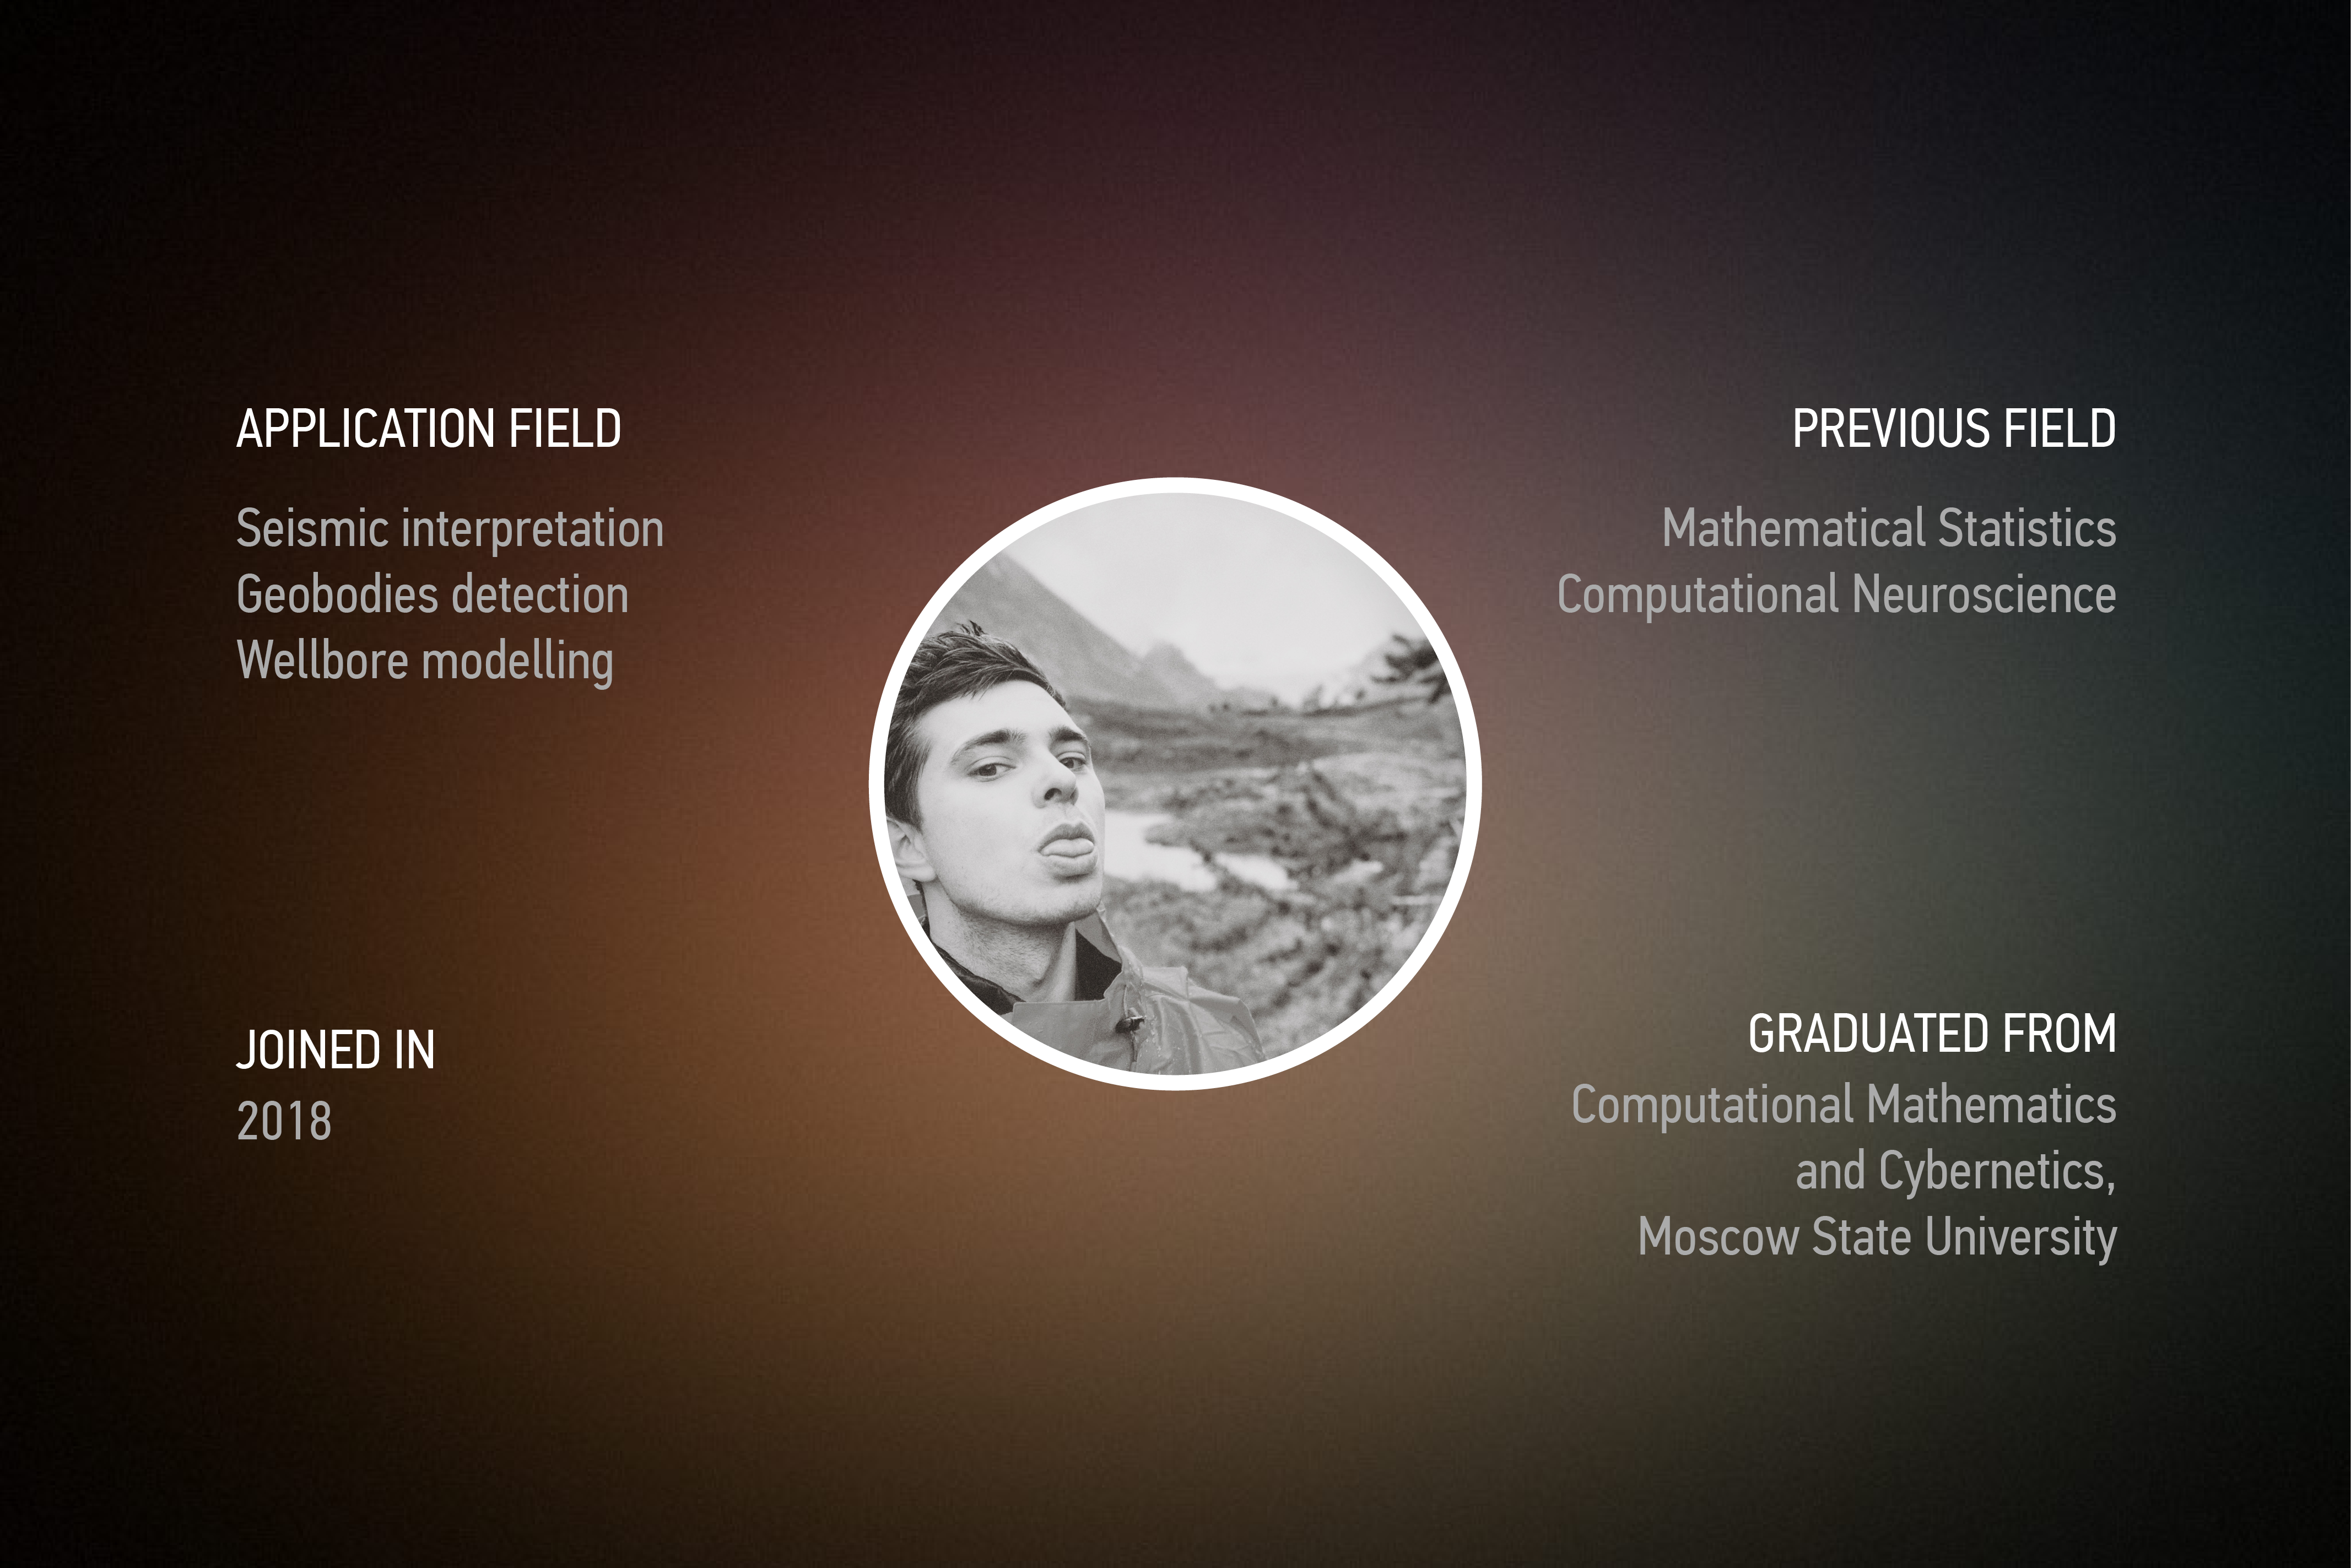 APPLICATION FIELD
Seismic interpretation
Geobodies detection
Wellbore modelling
PREVIOUS FIELD
Mathematical Statistics
Computational Neuroscience
JOINED IN
2018
GRADUATED FROM
Computational Mathematics
and Cybernetics,
Moscow State University